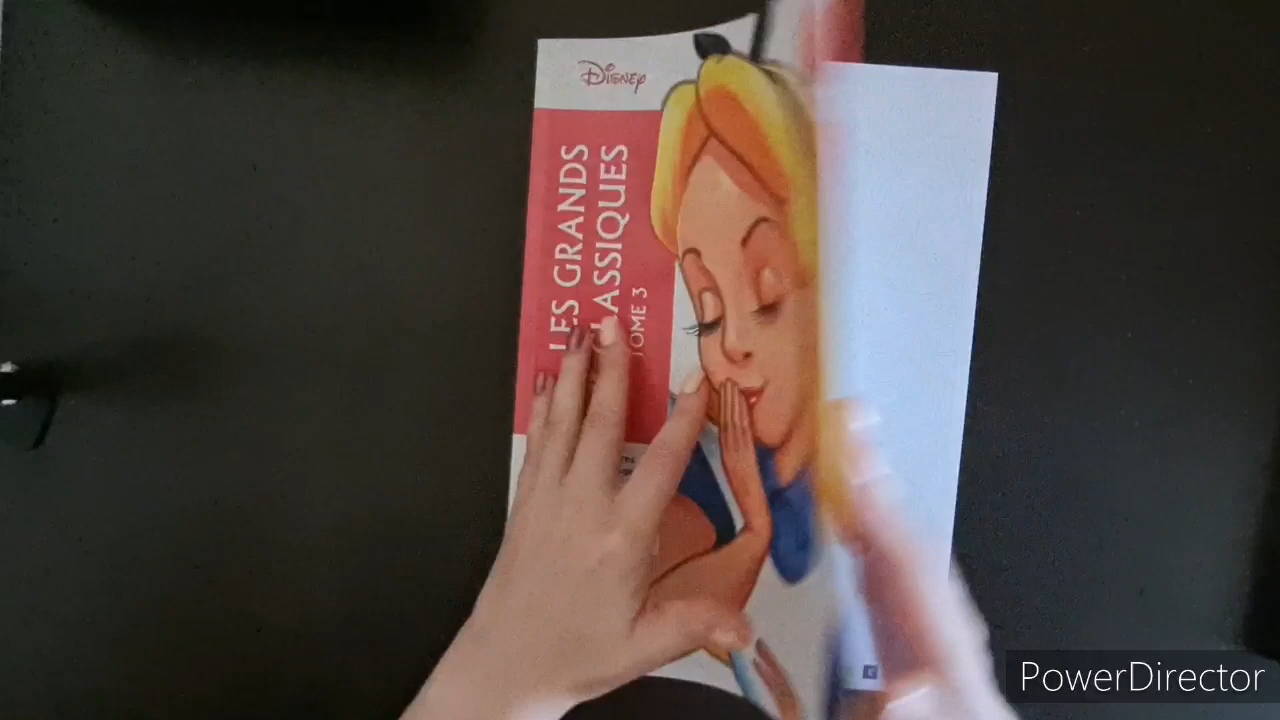 Disney
LES GRANDS
CLASSIQUES
TOME 3
PowerDirector